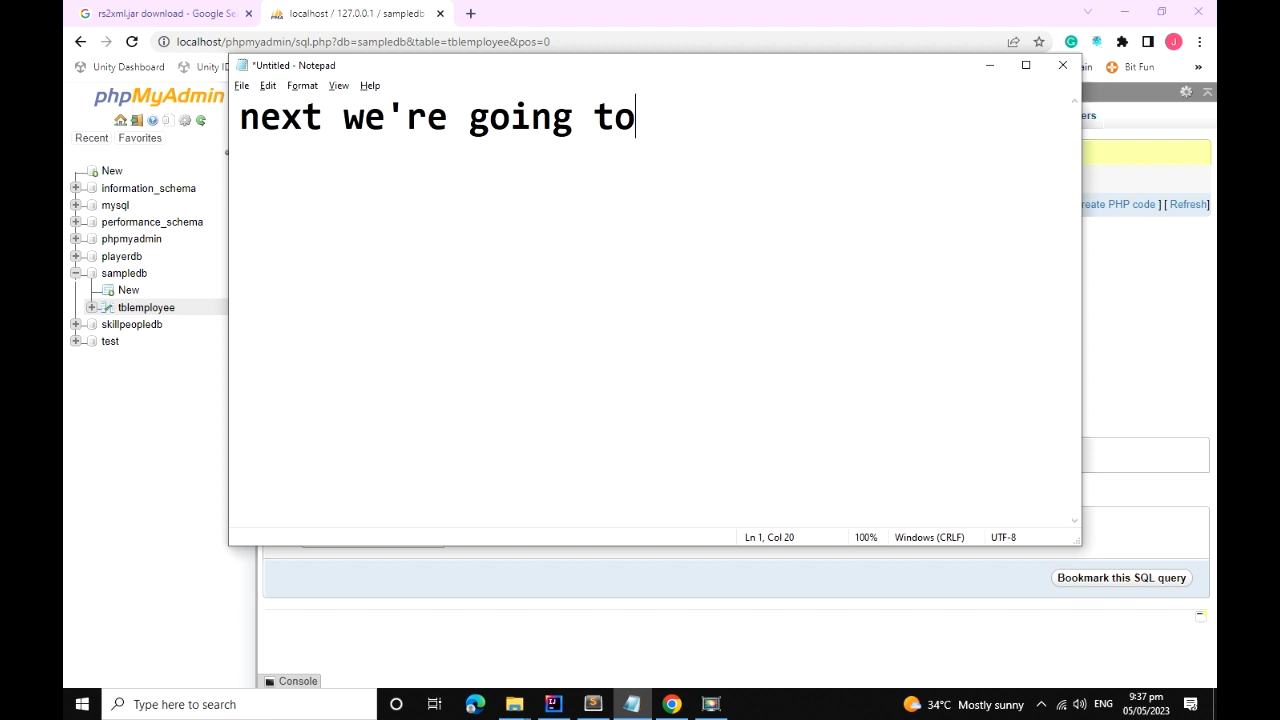 rs2xml.jar download - Google Se
localhost / 127.0.0.1 / sampledb
localhost/phpmyadmin/sql.php?db=sampledb&table=tblemployee&pos=0
Unity Dashboard
Unity ID
ain
Bit Fun
»
*Untitled - Notepad
File Edit Format View Help
next we're going to
phpMyAdmin
Recent Favorites
New
information_schema
mysql
performance_schema
phpmyadmin
playerdb
sampledb
New
tblemployee
skillpeopledb
test
ers
reate PHP code ] [ Refresh]
Ln 1, Col 20
100%
Windows (CRLF)
UTF-8
Bookmark this SQL query
Console
Type here to search
34°C Mostly sunny
ENG
9:37 pm
05/05/2023